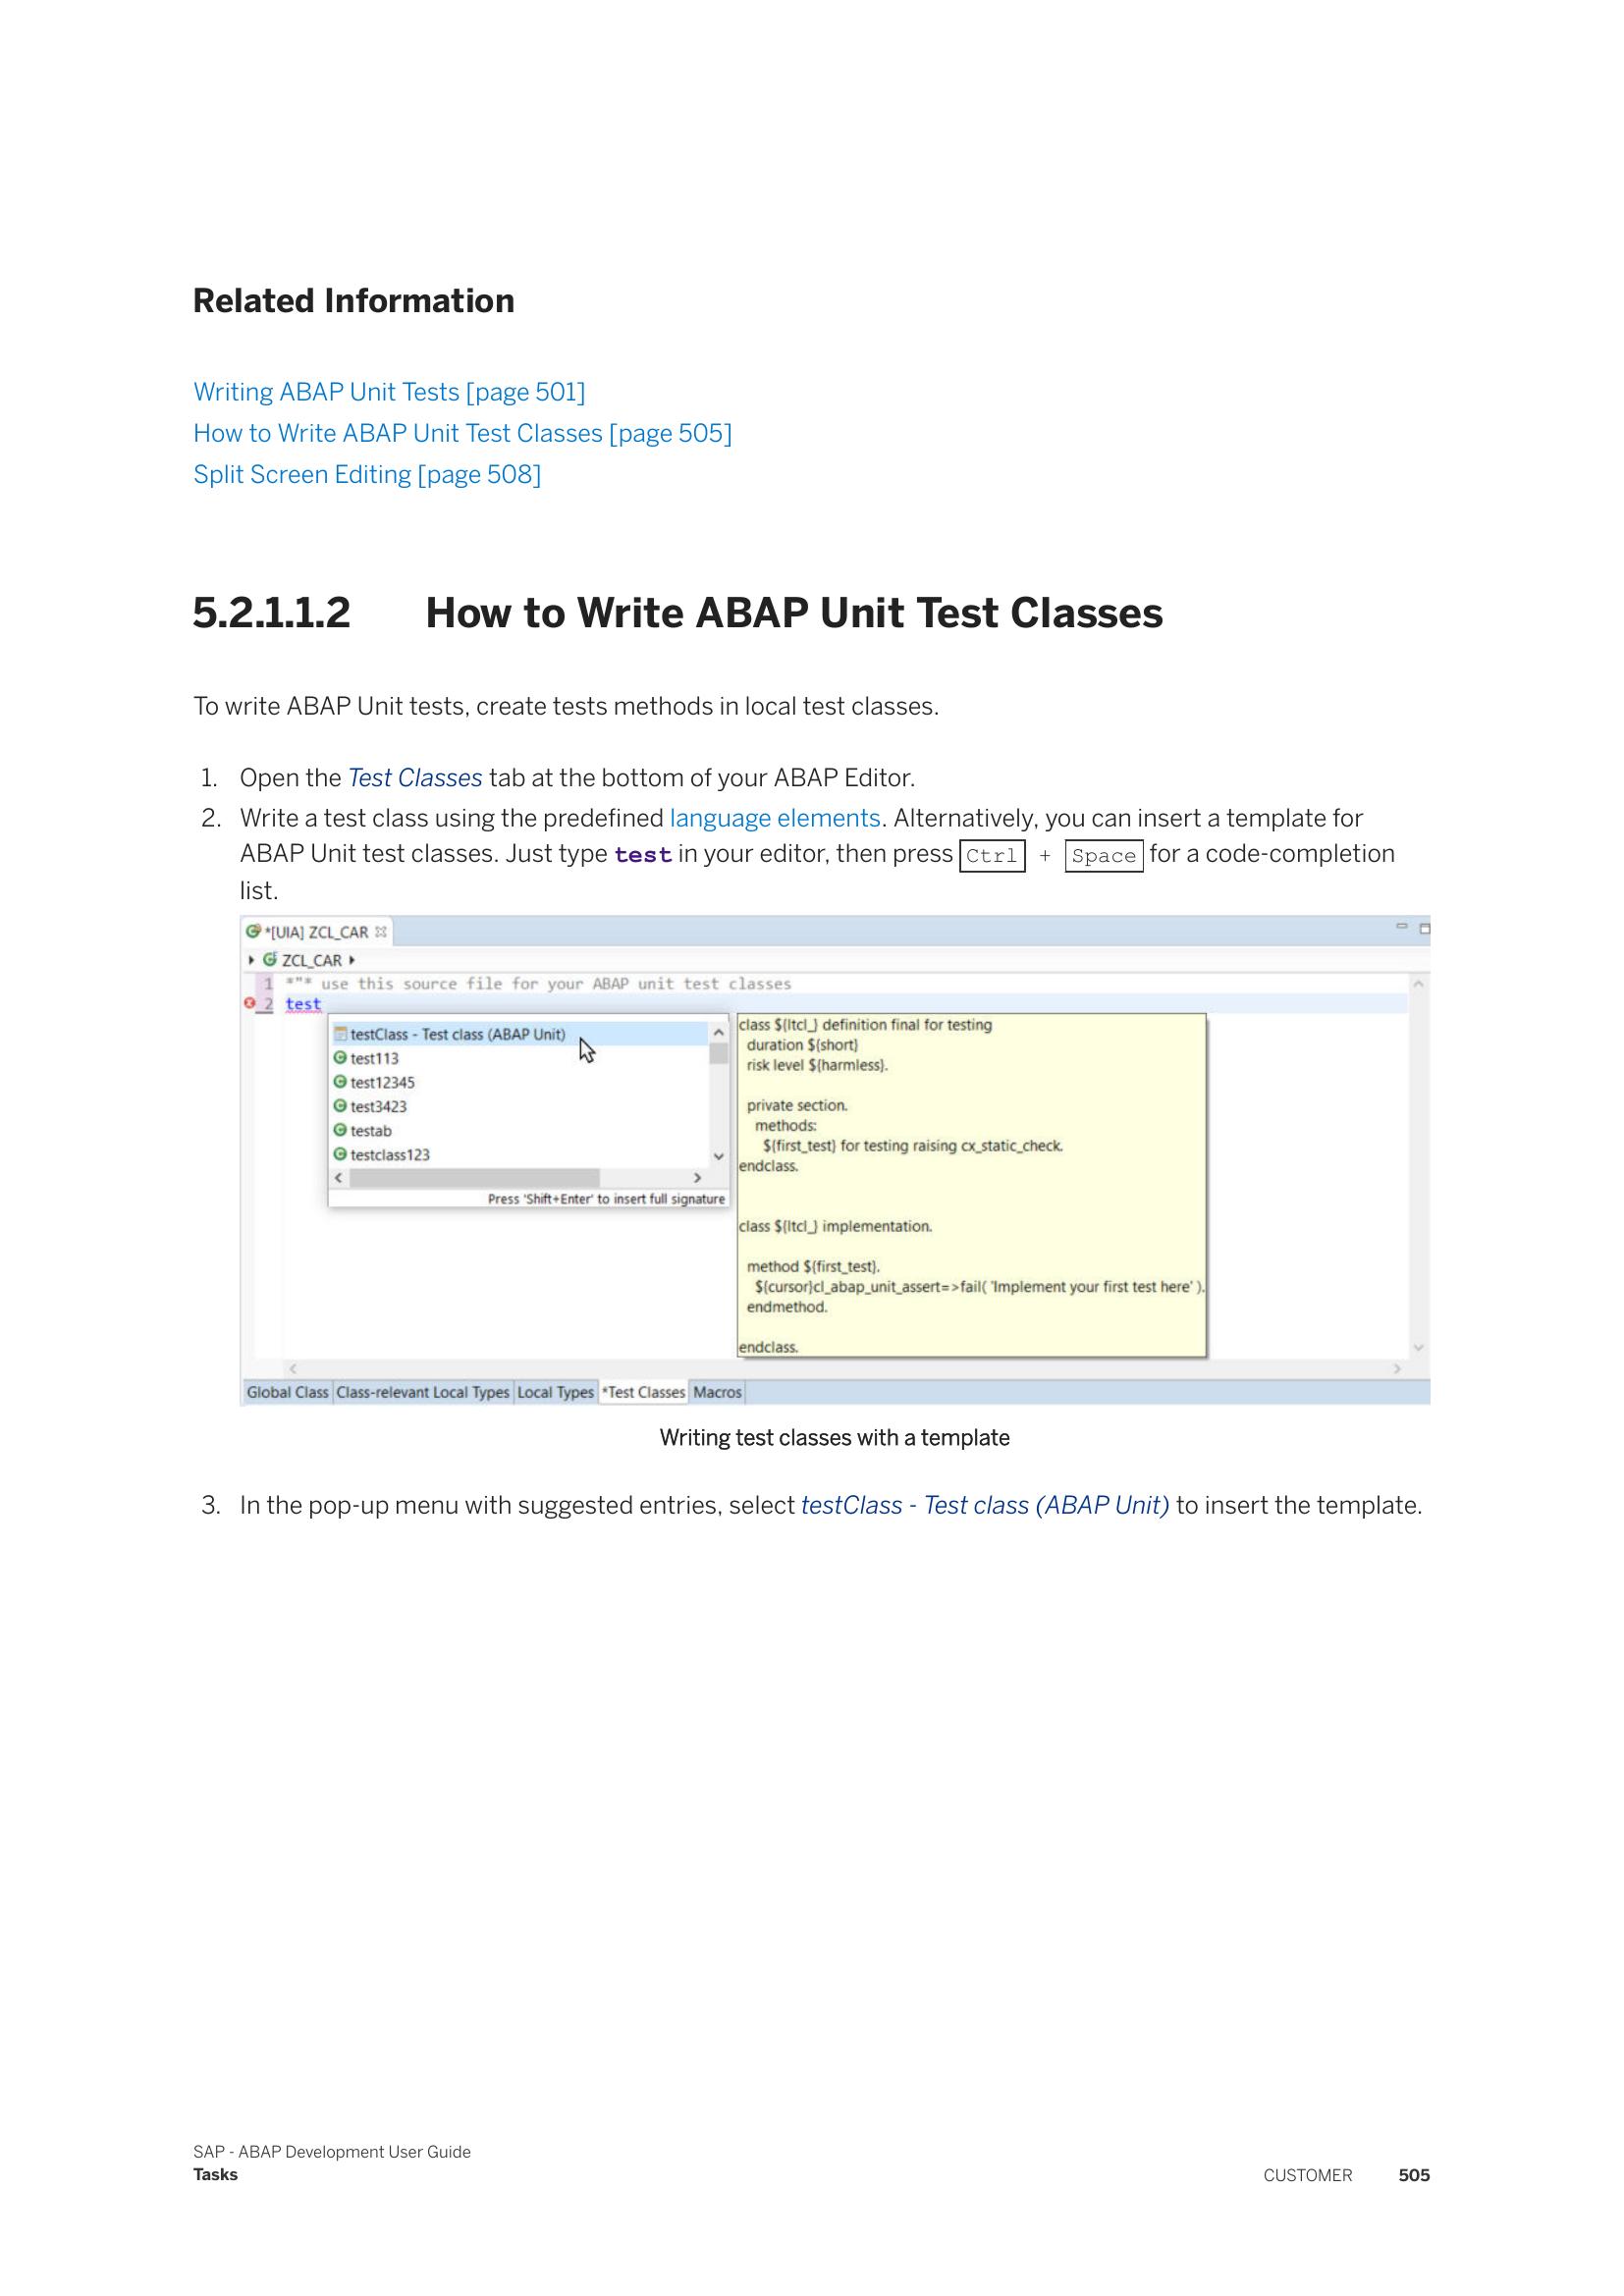 Related Information
Writing ABAP Unit Tests [page 501]
How to Write ABAP Unit Test Classes [page 505]
Split Screen Editing [page 508]
5.2.1.1.2 How to Write ABAP Unit Test Classes
To write ABAP Unit tests, create tests methods in local test classes.
1. Open the Test Classes tab at the bottom of your ABAP Editor.
2. Write a test class using the predefined language elements. Alternatively, you can insert a template for
ABAP Unit test classes. Just type test in your editor, then press Ctrl + Space for a code-completion
list.
*[UIA] ZCL_CAR
ZCL_CAR
1 *"* use this source file for your ABAP unit test classes
2 test
testClass - Test class (ABAP Unit)
test113
test12345
test3423
testab
testclass123
Press 'Shift+Enter' to insert full signature
class ${ltcl_} definition final for testing
duration ${short}
risk level ${harmless}.
private section.
methods:
${first_test} for testing raising cx_static_check.
endclass.
class ${ltcl_} implementation.
method ${first_test}.
${cursor}cl_abap_unit_assert=>fail( 'Implement your first test here' ).
endmethod.
endclass.
Global Class Class-relevant Local Types Local Types *Test Classes Macros
Writing test classes with a template
3. In the pop-up menu with suggested entries, select testClass - Test class (ABAP Unit) to insert the template.
SAP - ABAP Development User Guide
Tasks
CUSTOMER 505